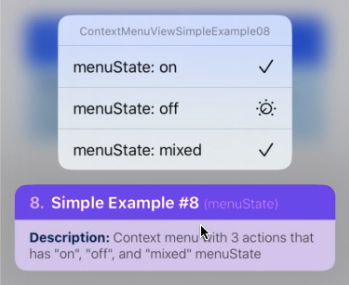 ContextMenuViewSimpleExample08
menuState: on
menuState: off
menuState: mixed
8. Simple Example #8 (menuState)
Description: Context menu with 3 actions that
has "on", "off", and "mixed" menuState